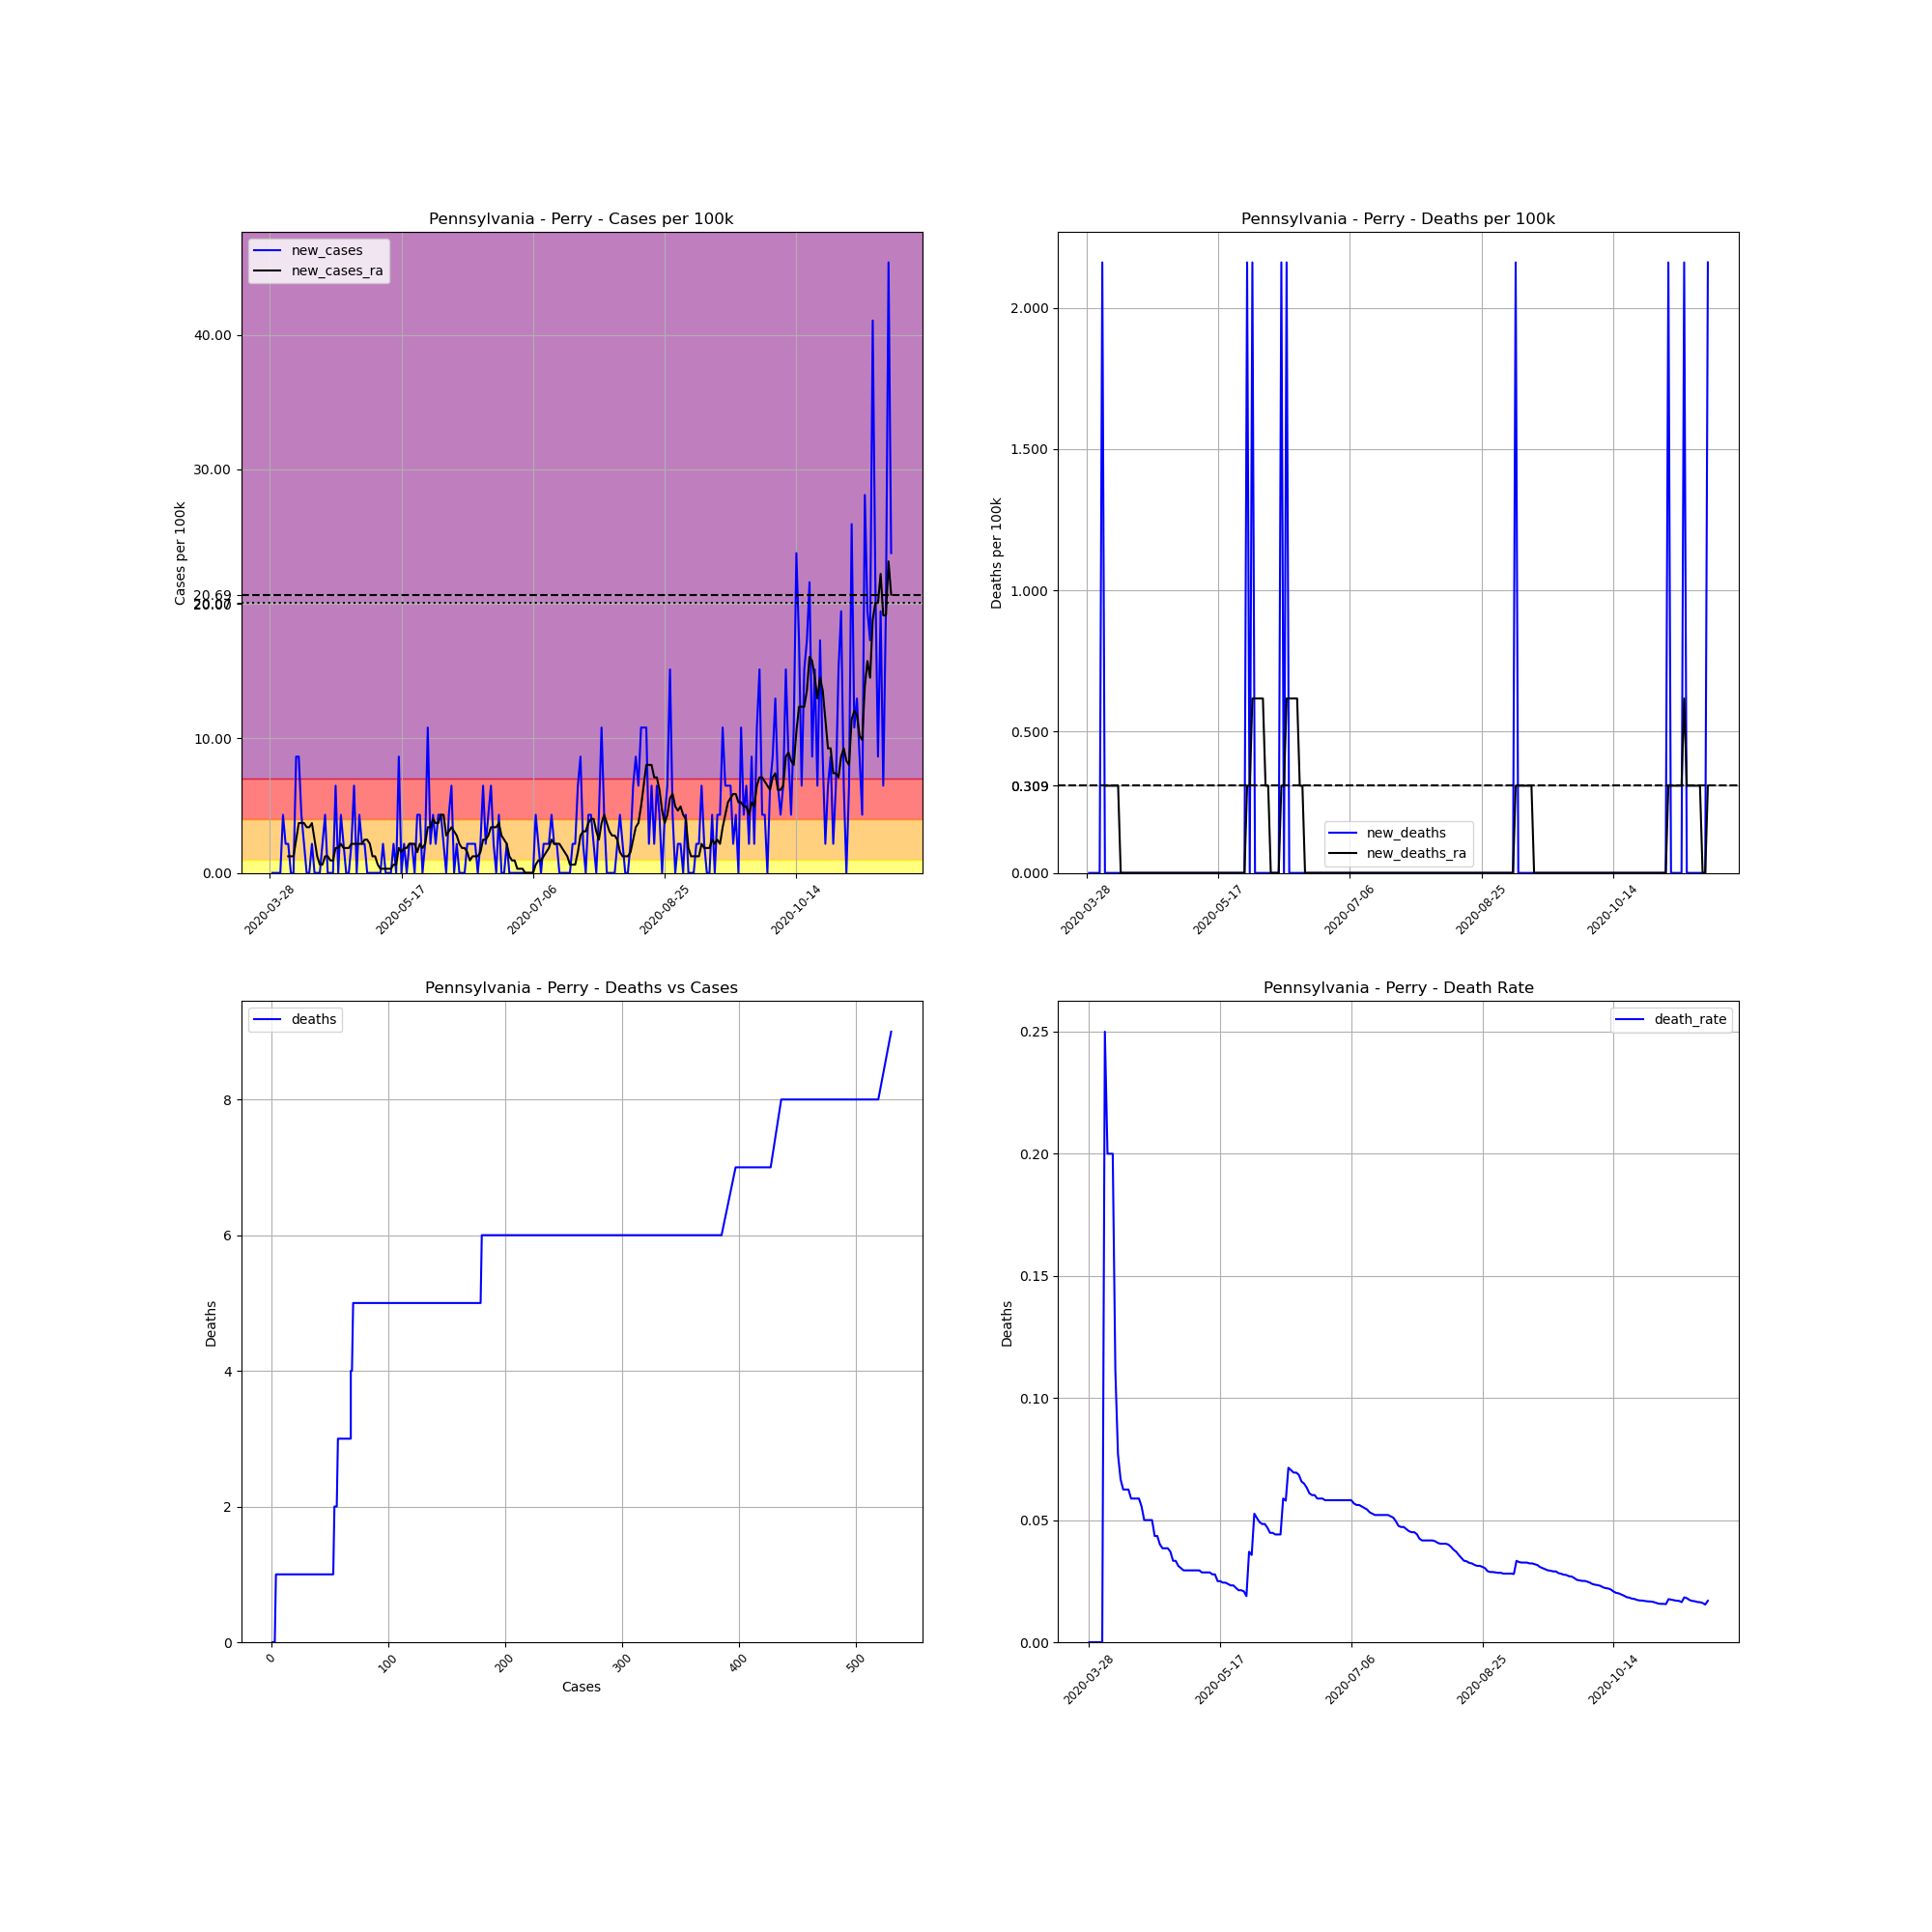 Pennsylvania - Perry - Cases per 100k
new_cases
new_cases_ra
Cases per 100k
40.00
30.00
20.69
20.00
10.00
0.00
2020-03-28
2020-05-17
2020-07-06
2020-08-25
2020-10-14
Pennsylvania - Perry - Deaths per 100k
Deaths per 100k
2.000
1.500
1.000
0.500
0.309
0.000
new_deaths
new_deaths_ra
2020-03-28
2020-05-17
2020-07-06
2020-08-25
2020-10-14
Pennsylvania - Perry - Deaths vs Cases
deaths
Deaths
8
6
4
2
0
0
100
200
300
400
500
Cases
Pennsylvania - Perry - Death Rate
death_rate
Deaths
0.25
0.20
0.15
0.10
0.05
0.00
2020-03-28
2020-05-17
2020-07-06
2020-08-25
2020-10-14